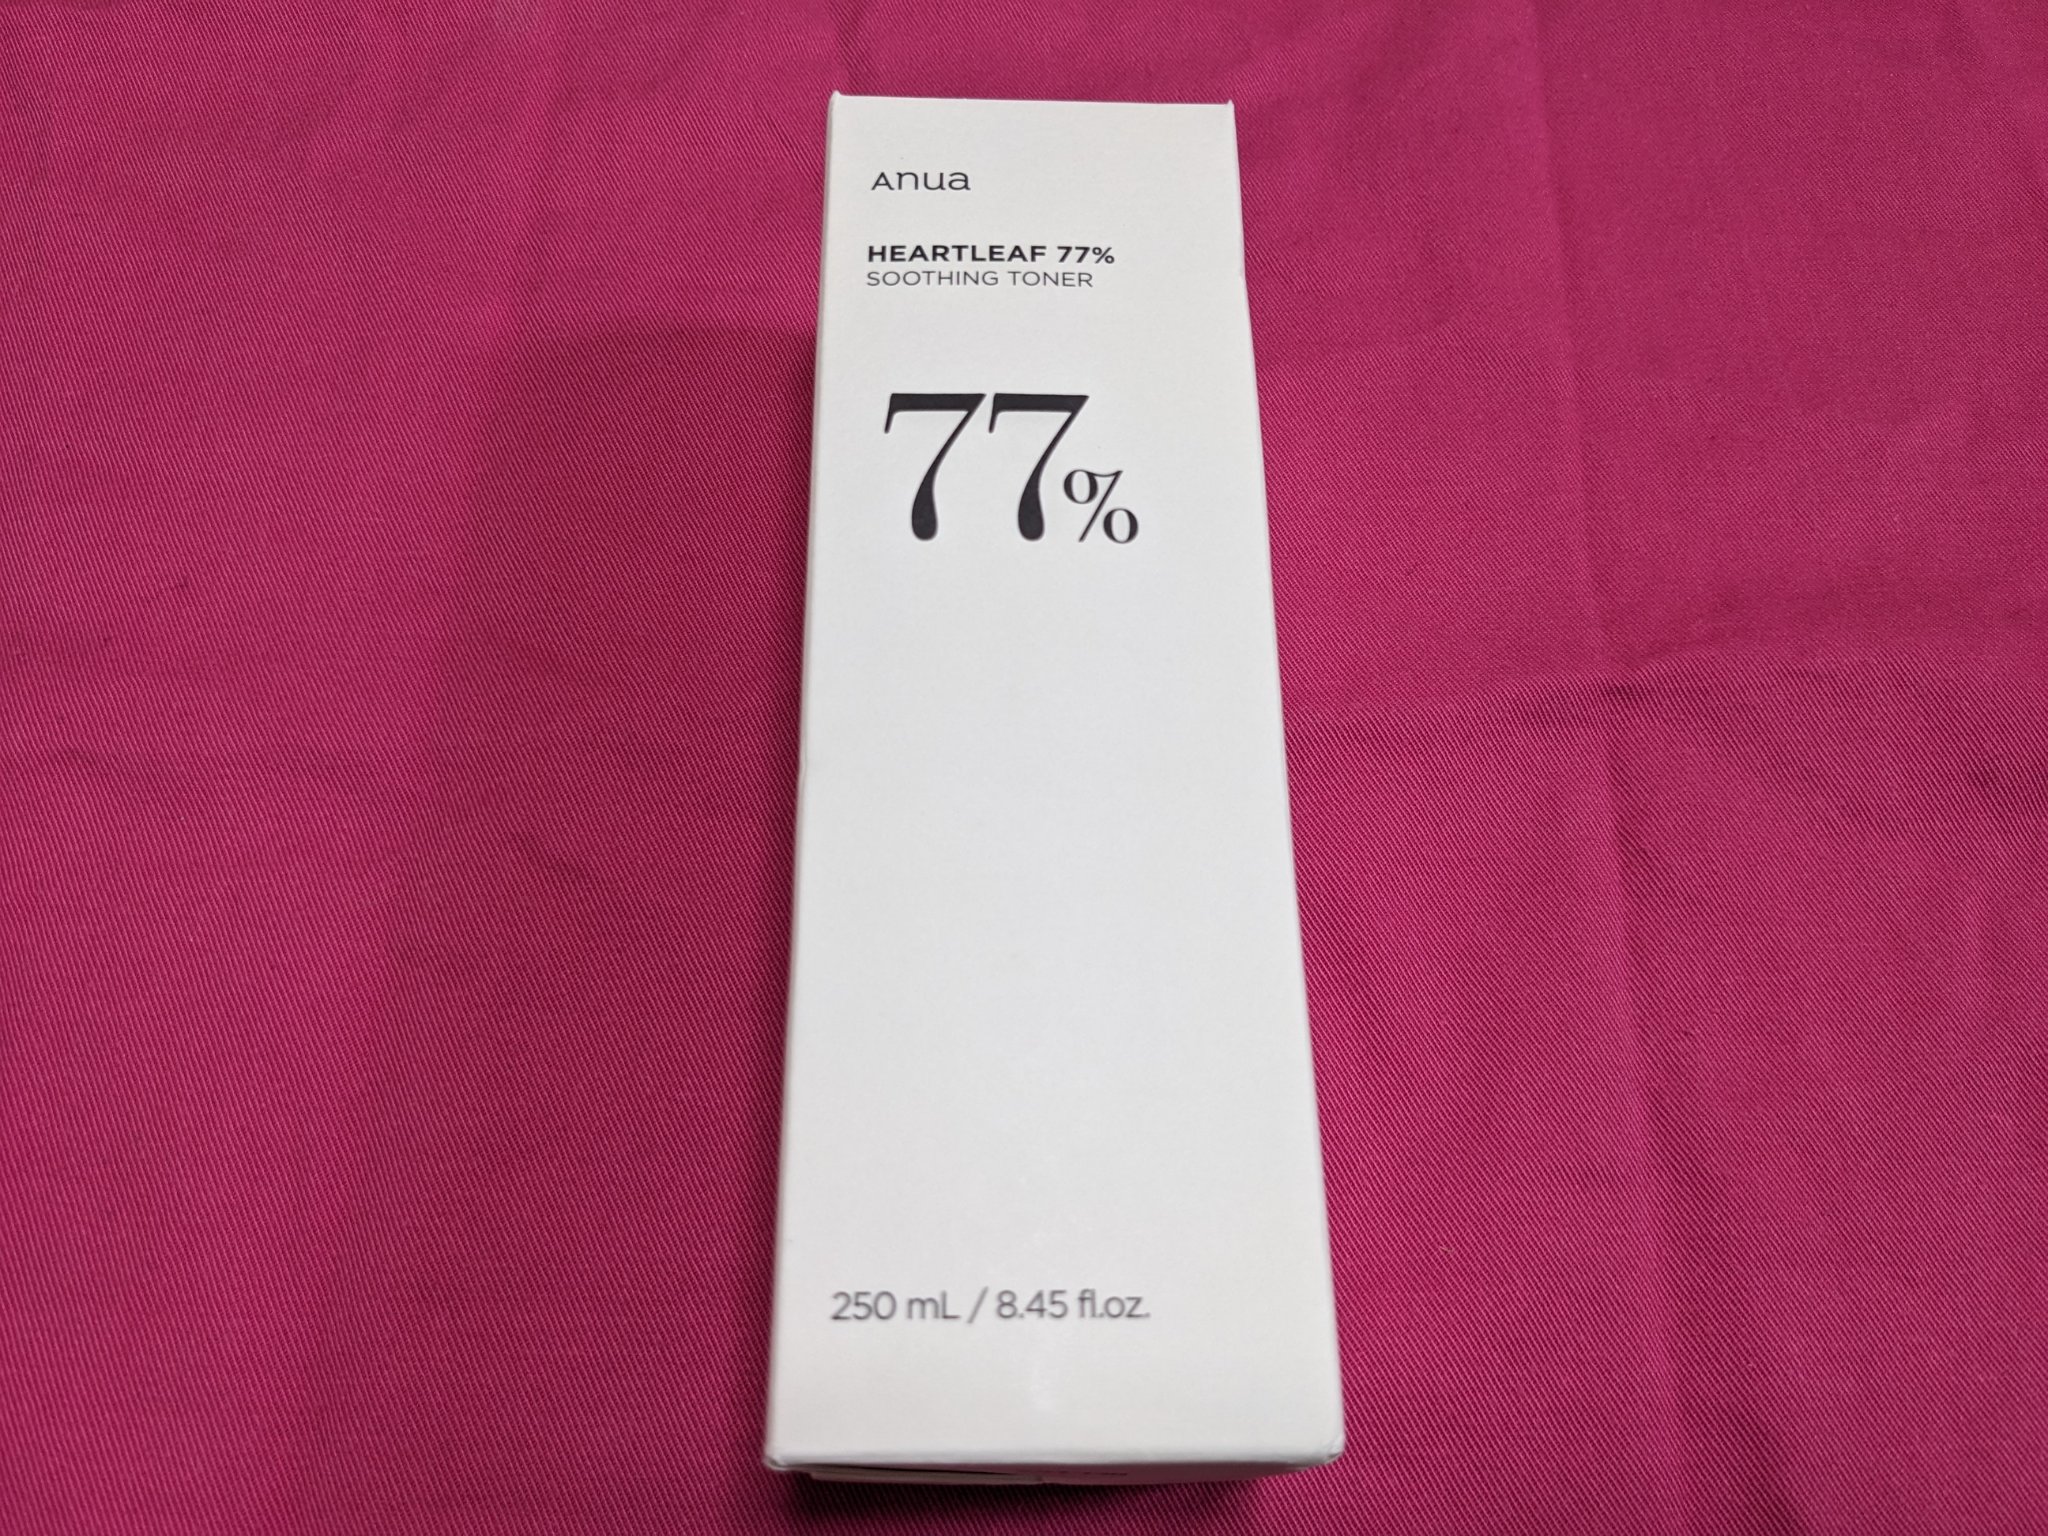 Anua
HEARTLEAF 77%
SOOTHING TONER
77%
250 mL / 8.45 fl.oz.